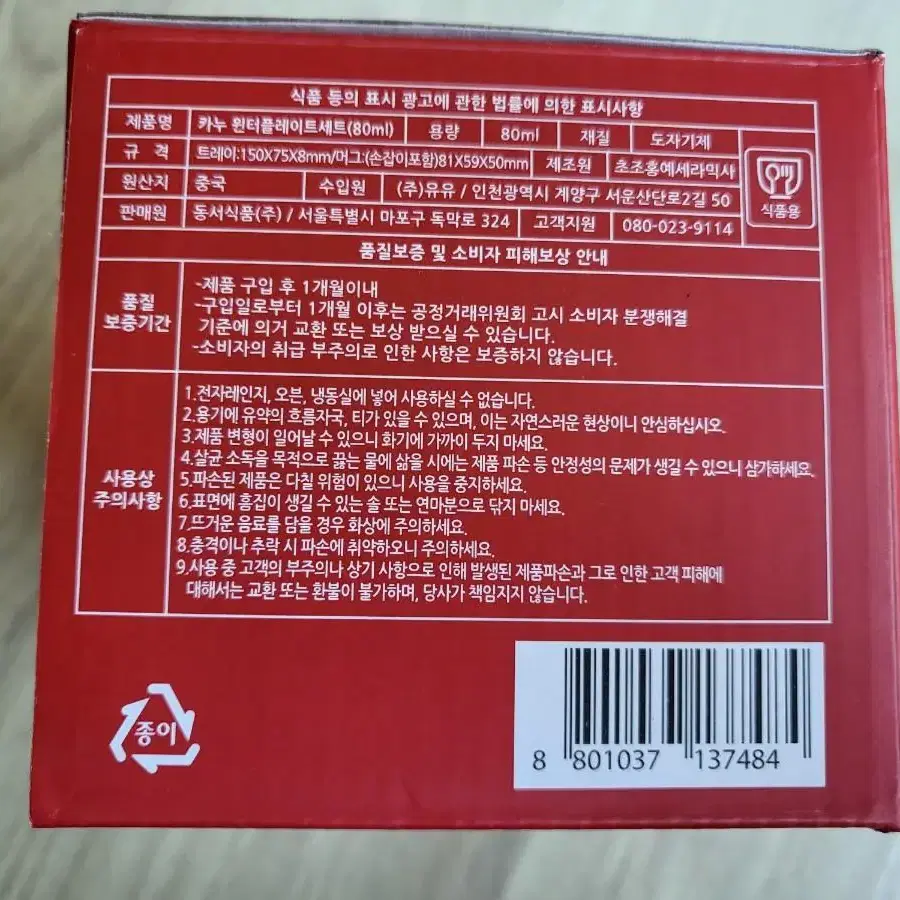 식품 등의 표시 광고에 관한 법률에 의한 표시사항
제품명 카누 윈터플레이트세트(80ml) 용량 80ml 재질 도자기제
규 격 트레이:150X75X8mm/머그:(손잡이포함)81X59X50mm 제조원 초조홍예세라믹사
원산지 중국 수입원 (주)유유 / 인천광역시 계양구 서운산단로2길 50
식품용
판매원 동서식품(주) / 서울특별시 마포구 독막로 324 고객지원 080-023-9114
품질보증 및 소비자 피해보상 안내
품질
보증기간
-제품 구입 후 1개월이내
-구입일로부터 1개월 이후는 공정거래위원회 고시 소비자 분쟁해결
기준에 의거 교환 또는 보상 받으실 수 있습니다.
-소비자의 취급 부주의로 인한 사항은 보증하지 않습니다.
사용상
주의사항
1.전자레인지, 오븐, 냉동실에 넣어 사용하실 수 없습니다.
2.용기에 유약의 흐름자국, 티가 있을 수 있으며, 이는 자연스러운 현상이니 안심하십시오.
3.제품 변형이 일어날 수 있으니 화기에 가까이 두지 마세요.
4.살균 소독을 목적으로 끓는 물에 삶을 시에는 제품 파손 등 안정성의 문제가 생길 수 있으니 삼가하세요.
5.파손된 제품은 다칠 위험이 있으니 사용을 중지하세요.
6.표면에 흠집이 생길 수 있는 솔 또는 연마분으로 닦지 마세요.
7.뜨거운 음료를 담을 경우 화상에 주의하세요.
8.충격이나 추락 시 파손에 취약하오니 주의하세요.
9.사용 중 고객의 부주의나 상기 사항으로 인해 발생된 제품파손과 그로 인한 고객 피해에
대해서는 교환 또는 환불이 불가하며, 당사가 책임지지 않습니다.
종이
8 801037 137484